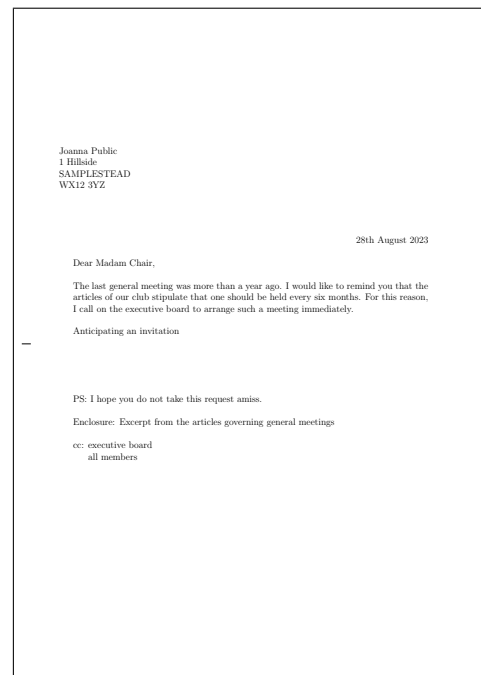 Joanna Public
1 Hillside
SAMPLESTEAD
WX12 3YZ
28th August 2023
Dear Madam Chair,
The last general meeting was more than a year ago. I would like to remind you that the
articles of our club stipulate that one should be held every six months. For this reason,
I call on the executive board to arrange such a meeting immediately.
Anticipating an invitation
PS: I hope you do not take this request amiss.
Enclosure: Excerpt from the articles governing general meetings
cc: executive board
all members